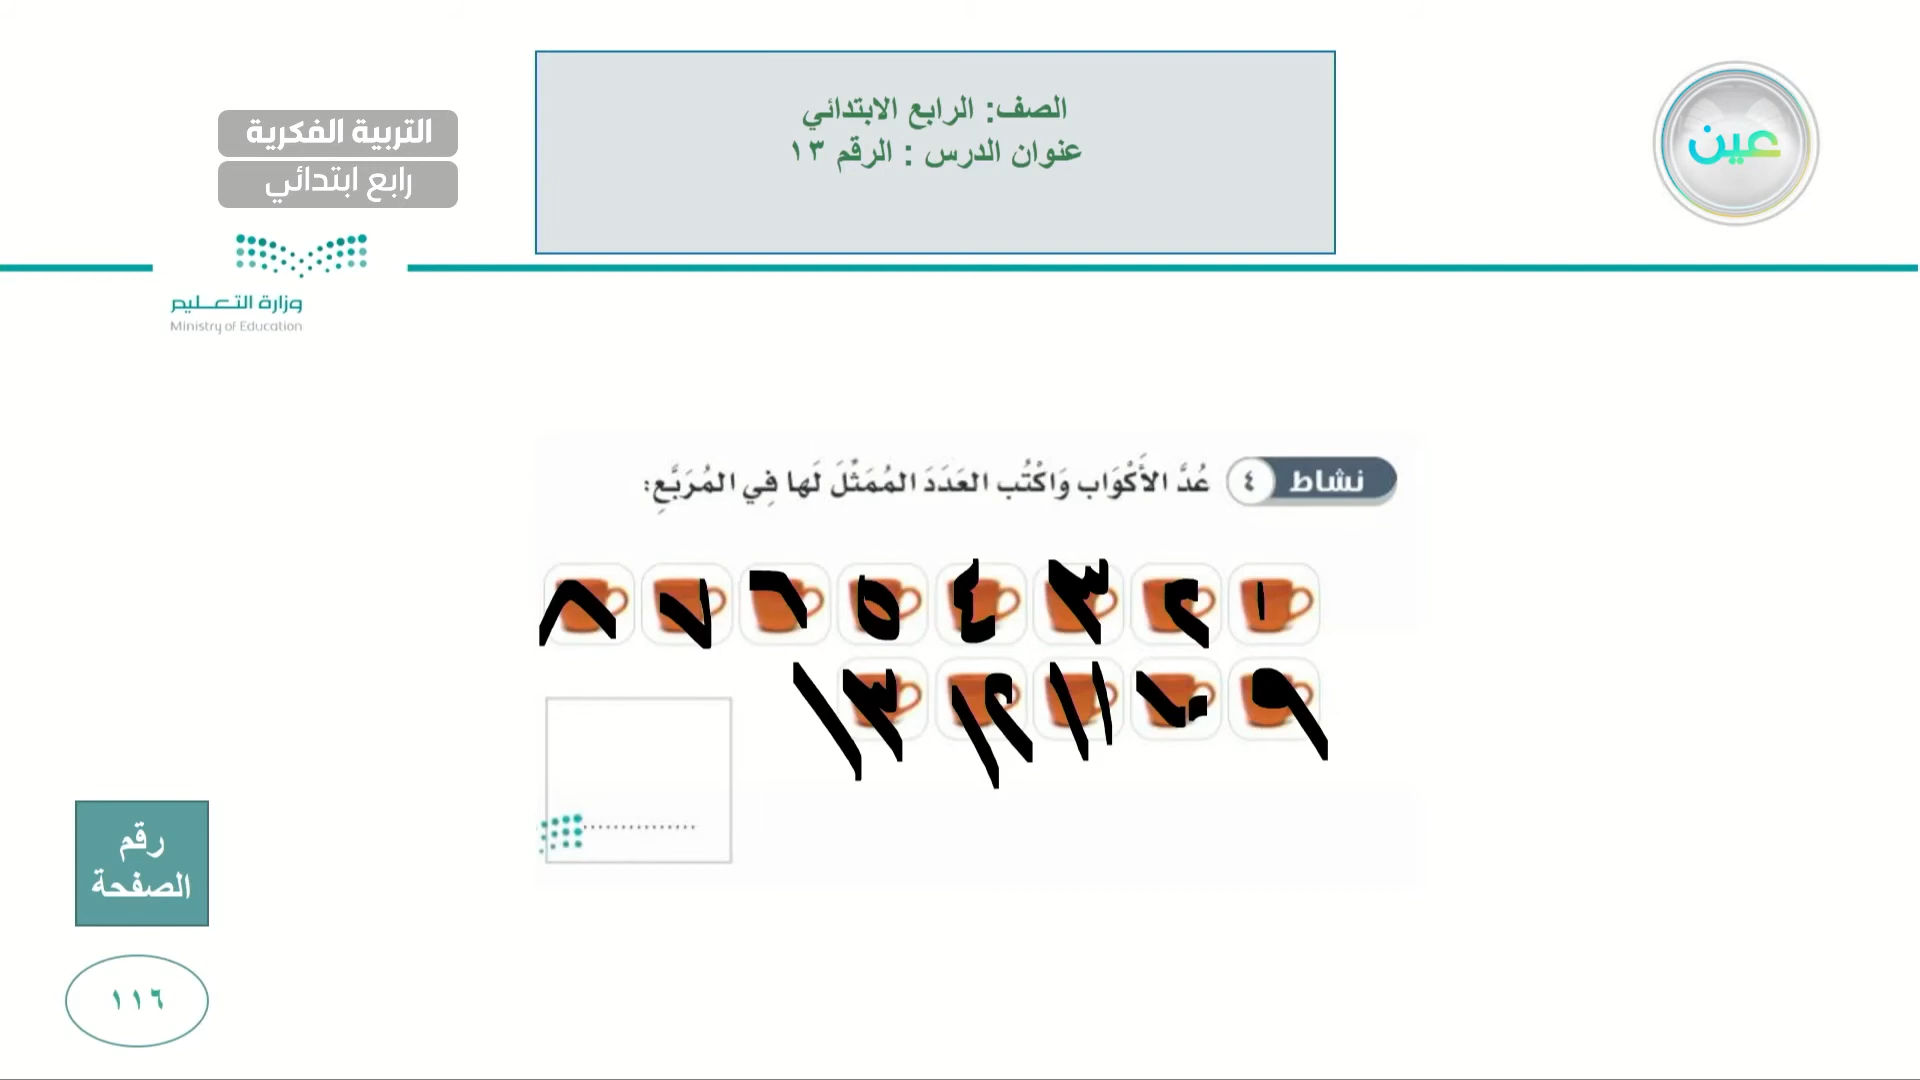 الصف: الرابع الابتدائي
عنوان الدرس : الرقم ١٣
عين
التربية الفكرية
رابع ابتدائي
وزارة التعليم
Ministry of Education
نشاط ٤ عُدَّ الأَكْوَاب وَاكْتُب العَدَدَ المُمَثِّلَ لَها فِي المُرَبَّعِ:
١ ٢ ٣ ٤ ٥ ٦ ٧ ٨
٩ ١٠ ١١ ١٢ ١٣
..................
رقم
الصفحة
١١٦